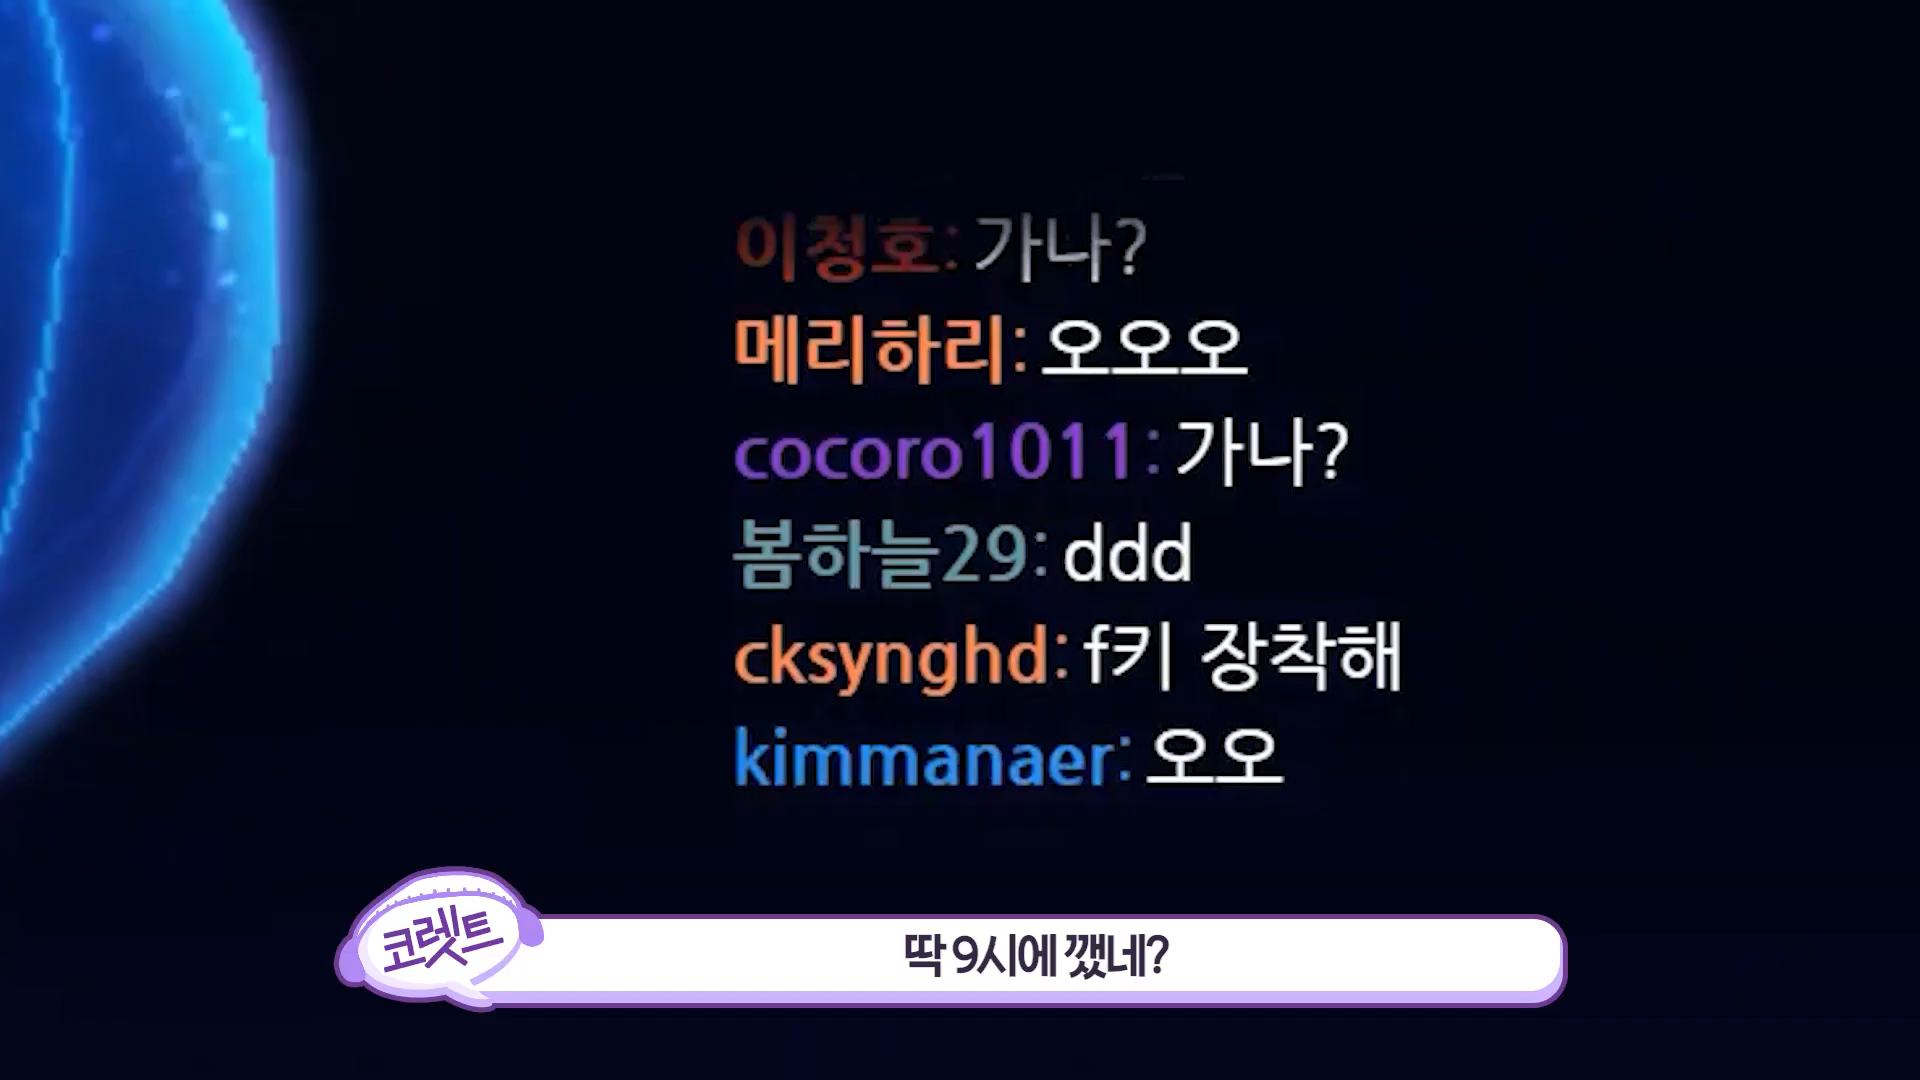 이청호: 가나?
메리하리: 오오오
cocoro1011: 가나?
봄하늘29: ddd
cksynghd: f키 장착해
kimmanaer: 오오
코렛트
딱 9시에 깼네?